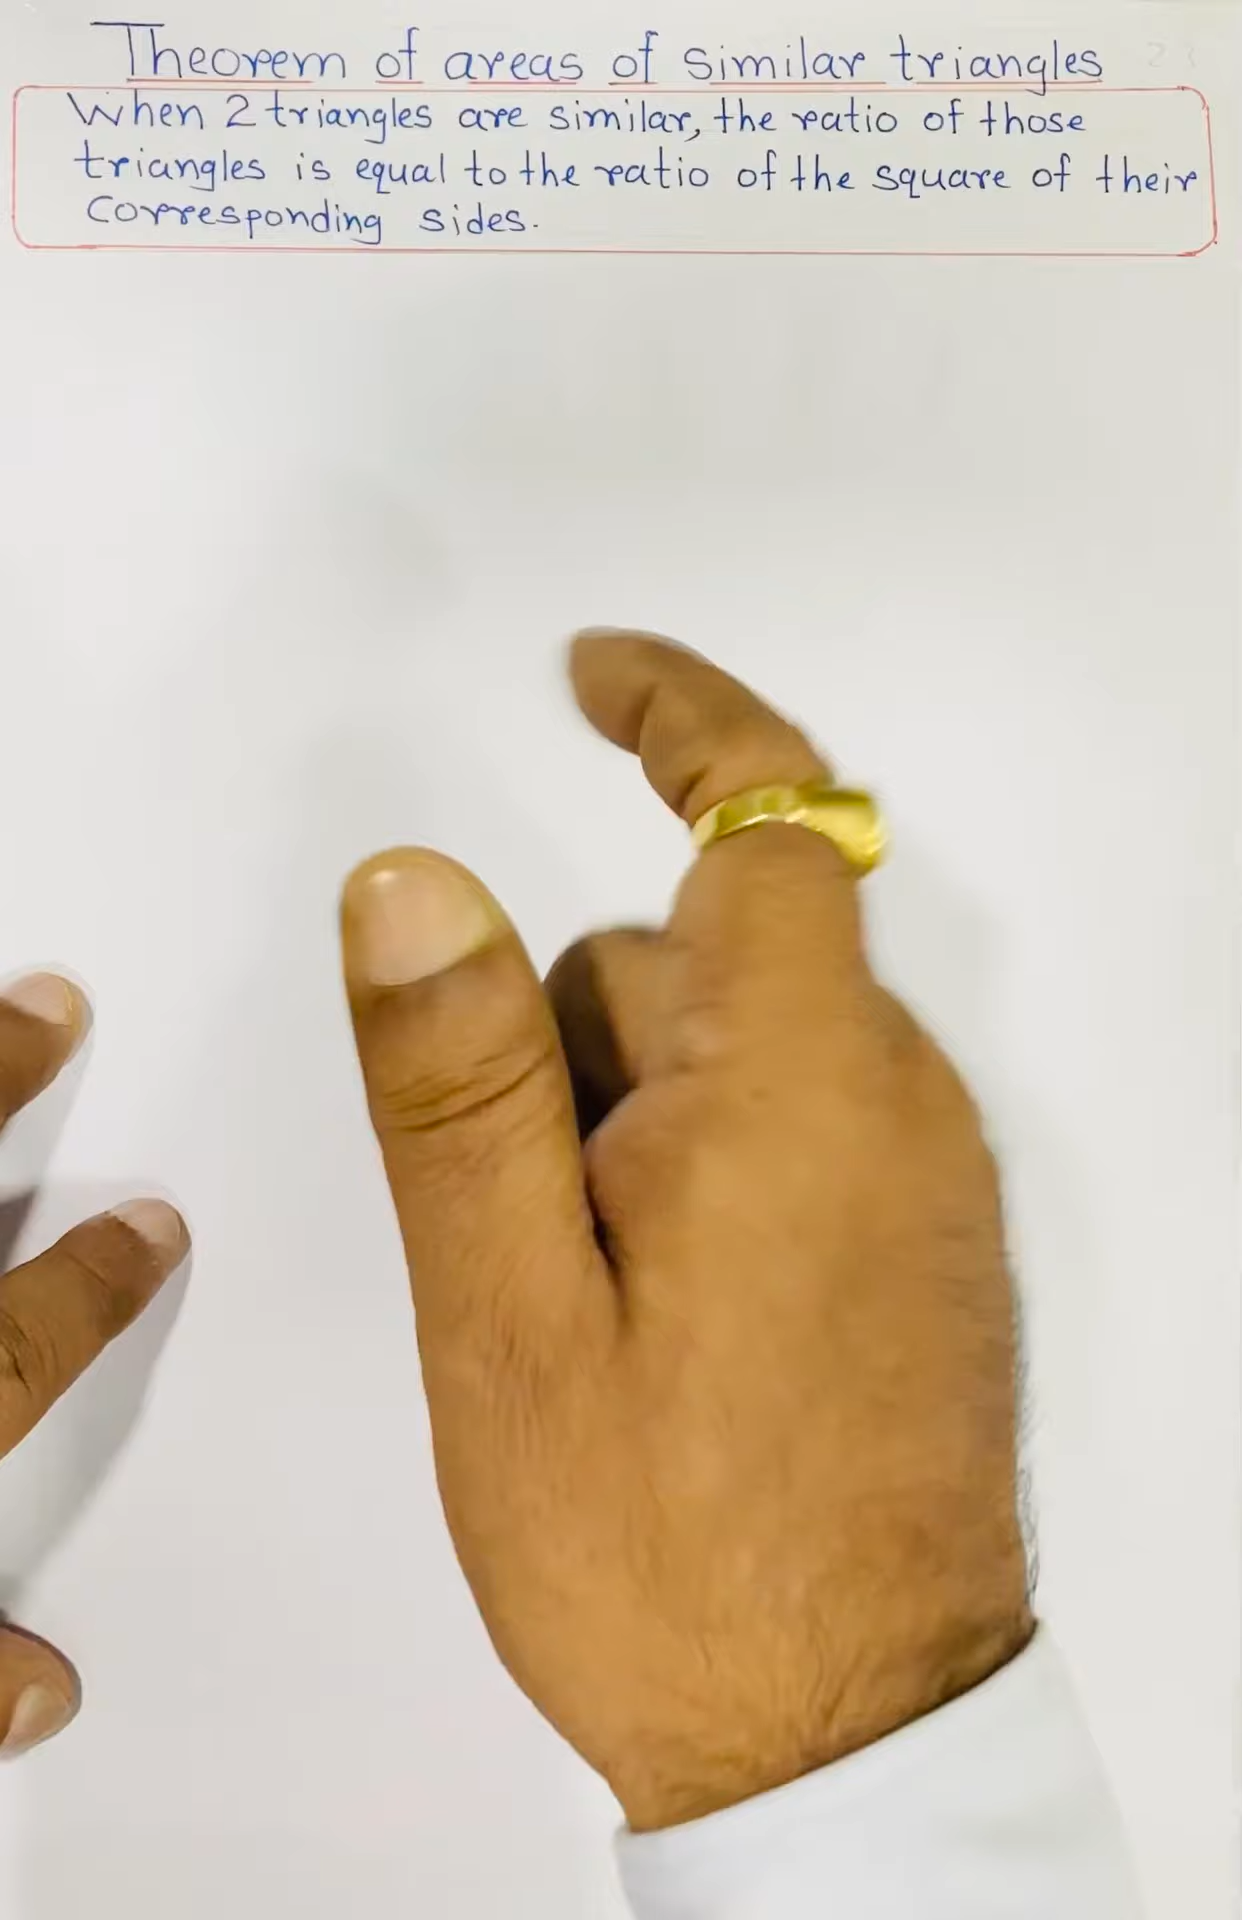 Theorem of areas of similar triangles
When 2 triangles are similar, the ratio of those
triangles is equal to the ratio of the square of their
corresponding sides.